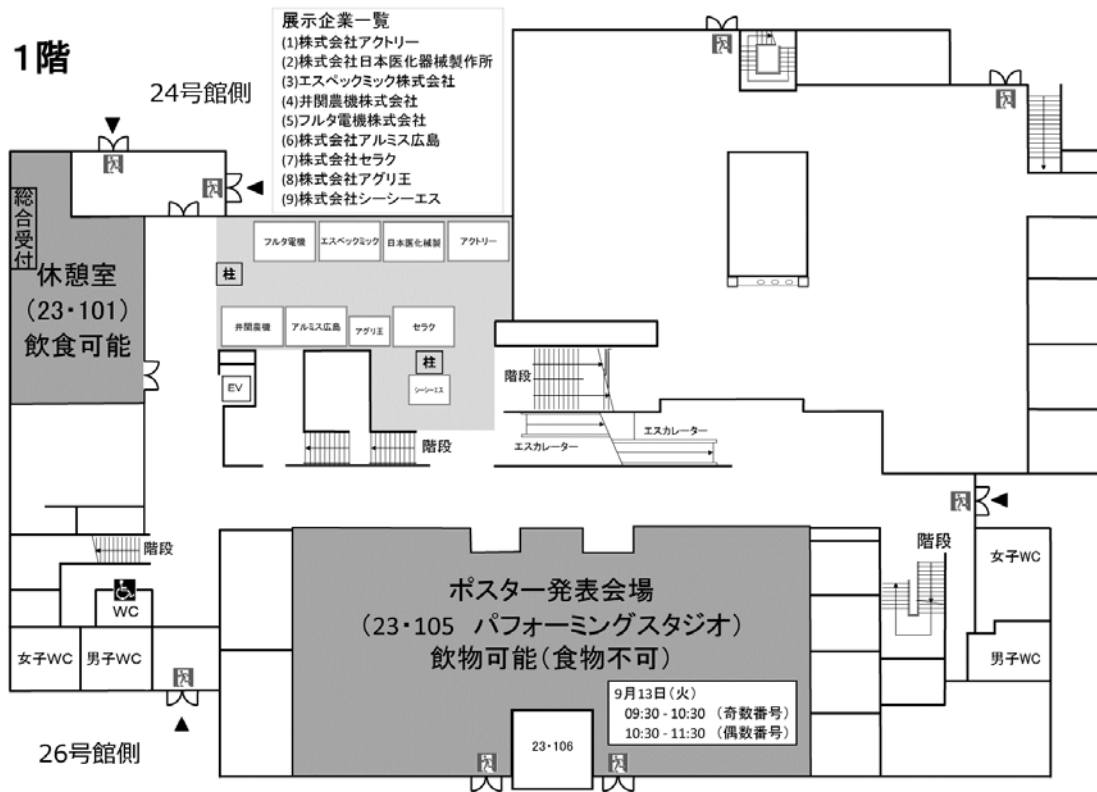 1階
24号館側
展示企業一覧
(1)株式会社アクトリー
(2)株式会社日本医化器械製作所
(3)エスペックミック株式会社
(4)井関農機株式会社
(5)フルタ電機株式会社
(6)株式会社アルミス広島
(7)株式会社セラク
(8)株式会社アグリ王
(9)株式会社シーシーエス
総合受付
休憩室
(23・101)
飲食可能
フルタ電機
エスペックミック
日本医化械製
アクトリー
柱
井関農機
アルミス広島
アグリ王
セラク
柱
シーシーエス
EV
階段
階段
エスカレーター
エスカレーター
階段
WC
女子WC
男子WC
26号館側
ポスター発表会場
(23・105 パフォーミングスタジオ)
飲物可能(食物不可)
9月13日(火)
09:30 - 10:30 (奇数番号)
10:30 - 11:30 (偶数番号)
23・106
階段
女子WC
男子WC